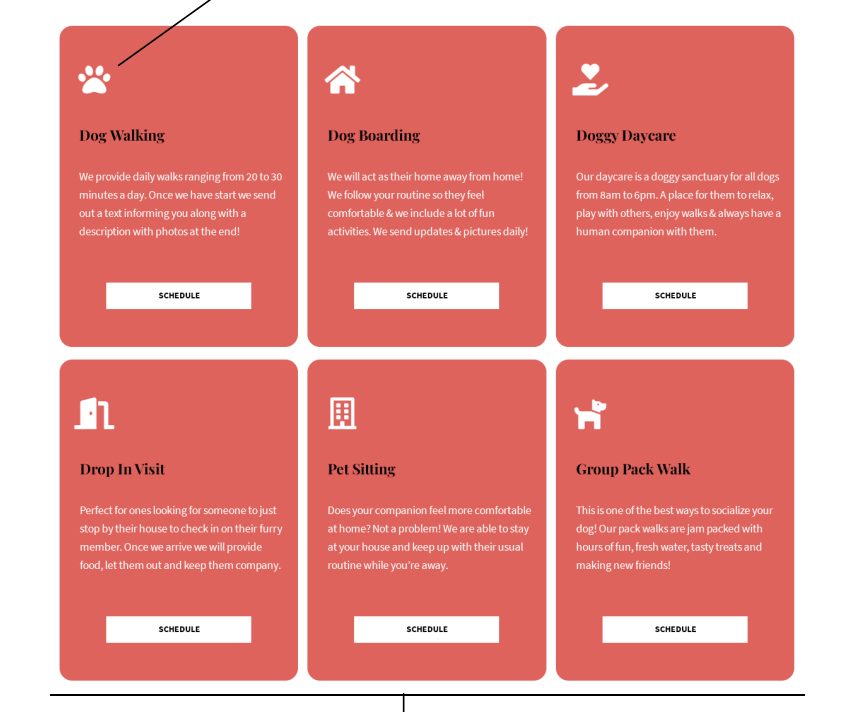 Dog Walking
We provide daily walks ranging from 20 to 30
minutes a day. Once we have start we send
out a text informing you along with a
description with photos at the end!
SCHEDULE
Dog Boarding
We will act as their home away from home!
We follow your routine so they feel
comfortable & we include a lot of fun
activities. We send updates & pictures daily!
SCHEDULE
Doggy Daycare
Our daycare is a doggy sanctuary for all dogs
from 8am to 6pm. A place for them to relax,
play with others, enjoy walks & always have a
human companion with them.
SCHEDULE
Drop In Visit
Perfect for ones looking for someone to just
stop by their house to check in on their furry
member. Once we arrive we will provide
food, let them out and keep them company.
SCHEDULE
Pet Sitting
Does your companion feel more comfortable
at home? Not a problem! We are able to stay
at your house and keep up with their usual
routine while you're away.
SCHEDULE
Group Pack Walk
This is one of the best ways to socialize your
dog! Our pack walks are jam packed with
hours of fun, fresh water, tasty treats and
making new friends!
SCHEDULE